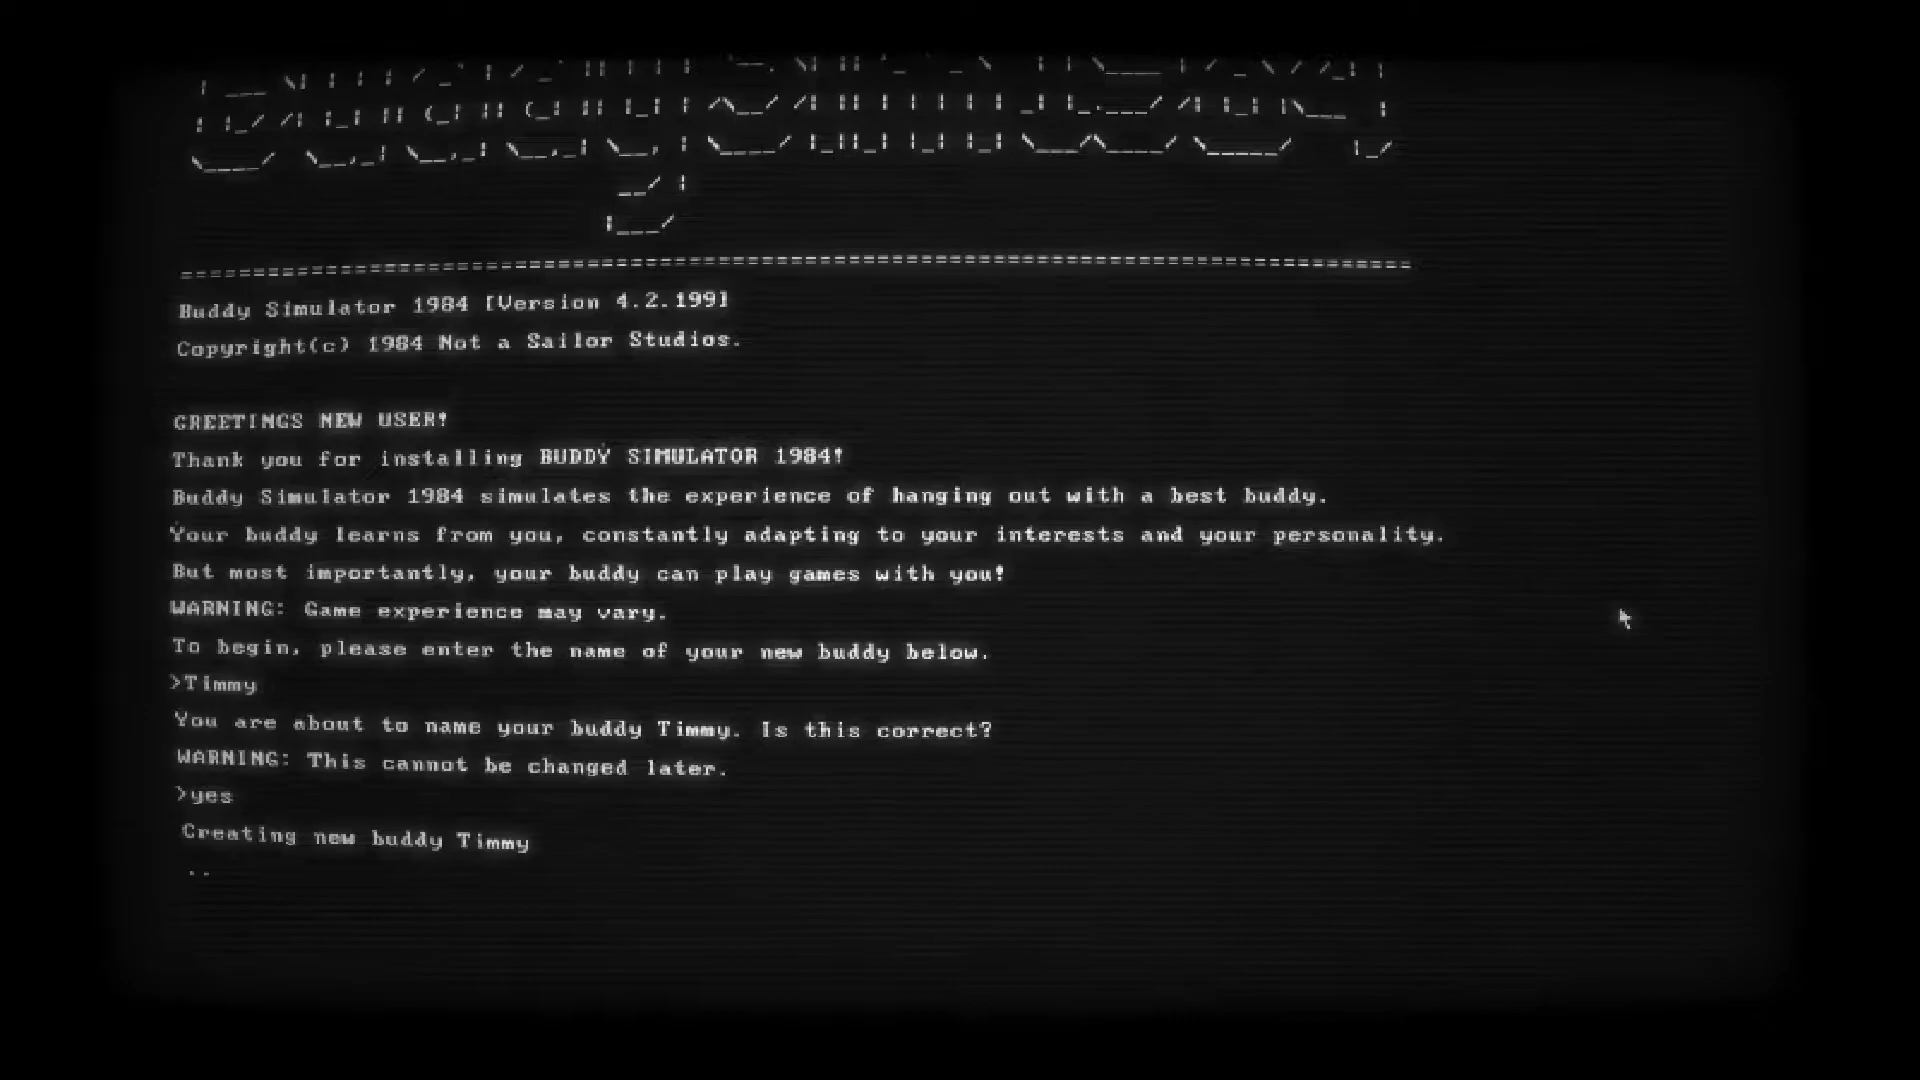 Buddy Simulator 1984 [Version 4.2.199]
Copyright(c) 1984 Not a Sailor Studios.
GREETINGS NEW USER!
Thank you for installing BUDDY SIMULATOR 1984!
Buddy Simulator 1984 simulates the experience of hanging out with a best buddy.
Your buddy learns from you, constantly adapting to your interests and your personality.
But most importantly, your buddy can play games with you!
WARNING: Game experience may vary.
To begin, please enter the name of your new buddy below.
>Timmy
You are about to name your buddy Timmy. Is this correct?
WARNING: This cannot be changed later.
>yes
Creating new buddy Timmy
..